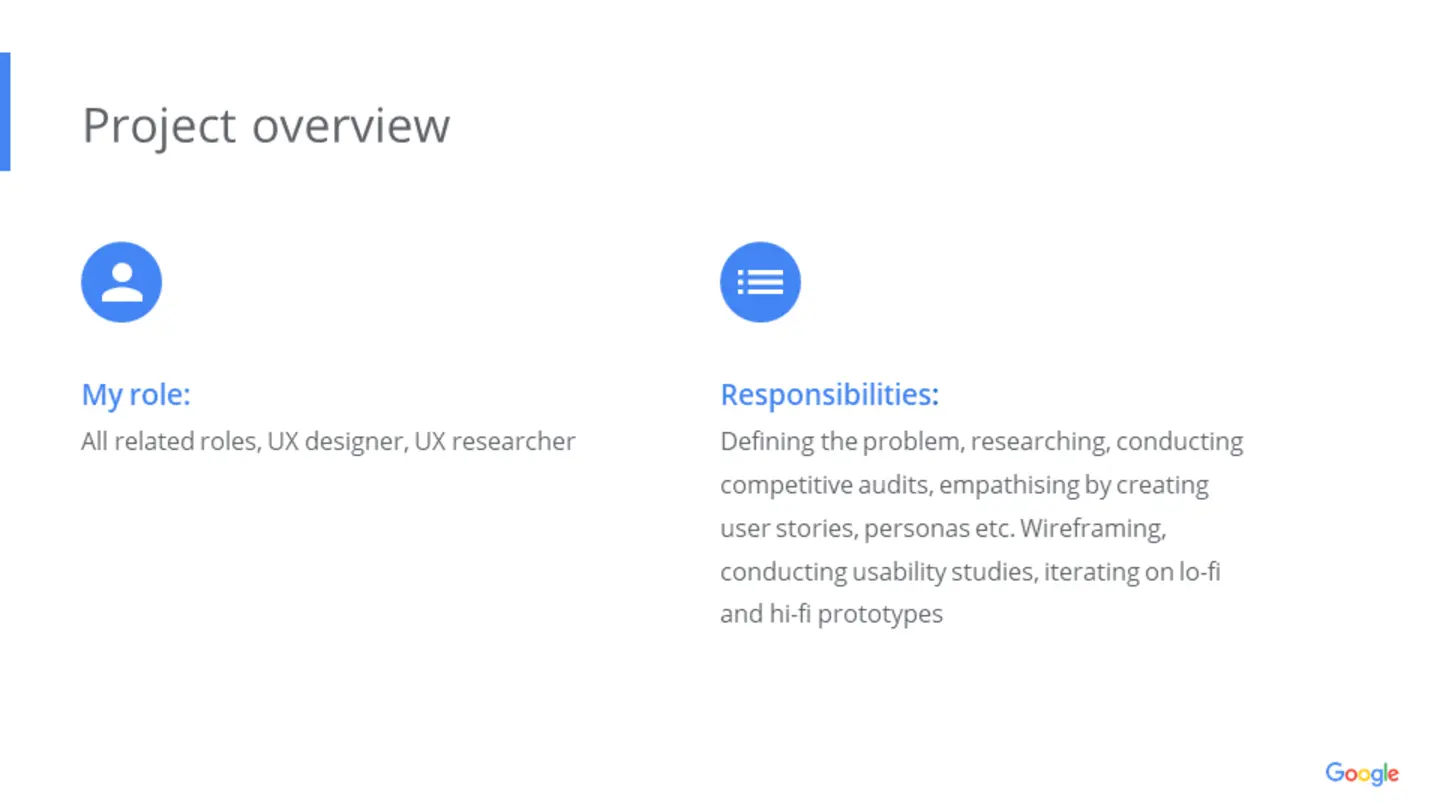 Project overview
My role:
All related roles, UX designer, UX researcher
Responsibilities:
Defining the problem, researching, conducting
competitive audits, empathising by creating
user stories, personas etc. Wireframing,
conducting usability studies, iterating on lo-fi
and hi-fi prototypes
Google